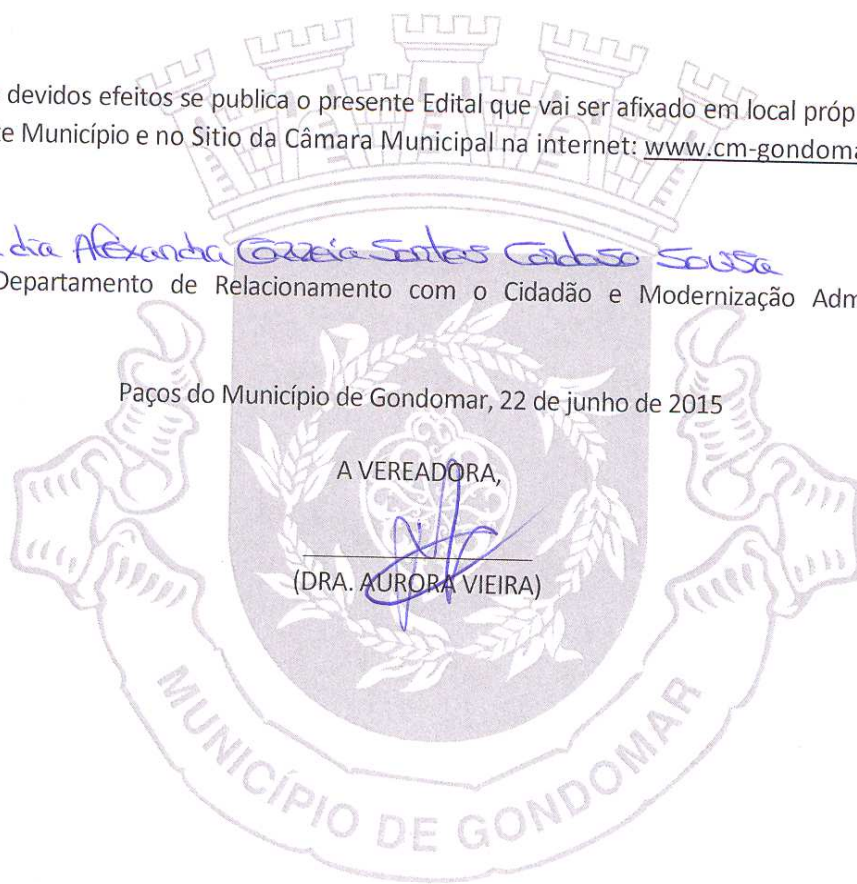 devidos efeitos se publica o presente Edital que vai ser afixado em local próp
te Município e no Sitio da Câmara Municipal na internet: www.cm-gondoma
dia Alexandra Correia Santos Cardoso Sousa
Departamento de Relacionamento com o Cidadão e Modernização Adm
Paços do Município de Gondomar, 22 de junho de 2015
A VEREADORA,
(DRA. AURORA VIEIRA)
MUNICÍPIO DE GONDOMAR